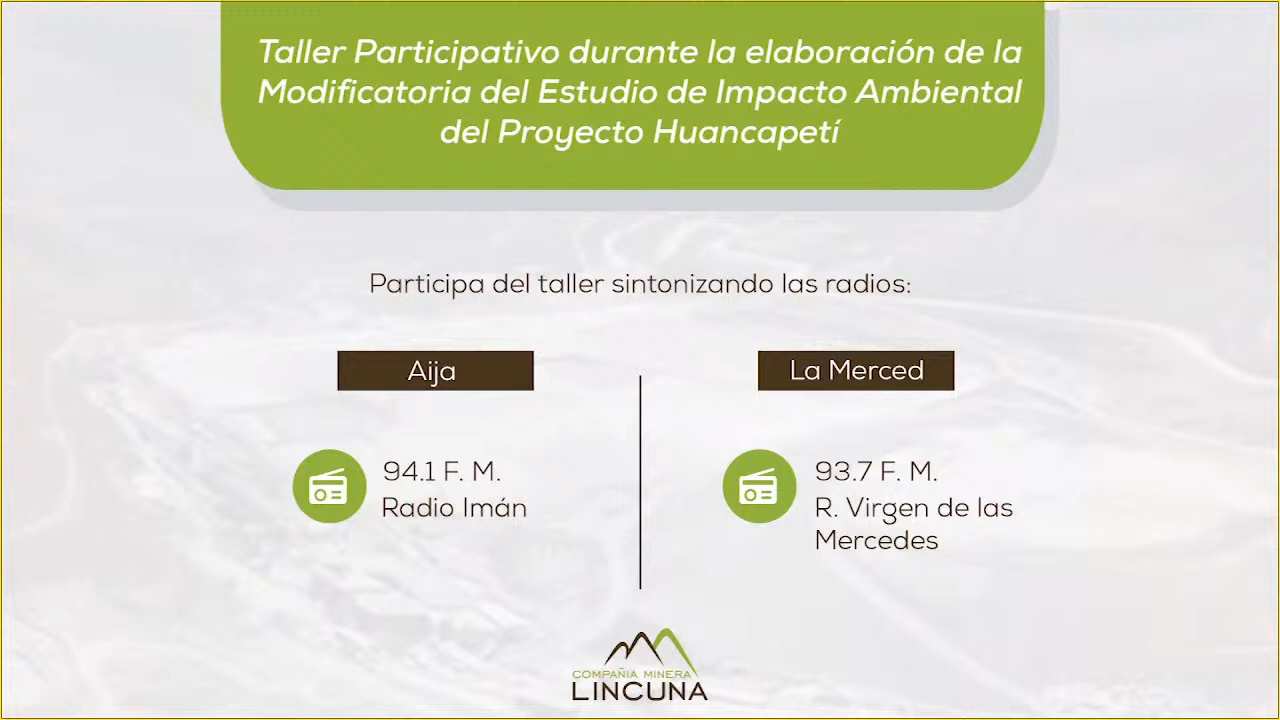 Taller Participativo durante la elaboración de la
Modificatoria del Estudio de Impacto Ambiental
del Proyecto Huancapetí
Participa del taller sintonizando las radios:
Aija
94.1 F. M.
Radio Imán
La Merced
93.7 F. M.
R. Virgen de las
Mercedes
COMPAÑIA MINERA
LINCUNA